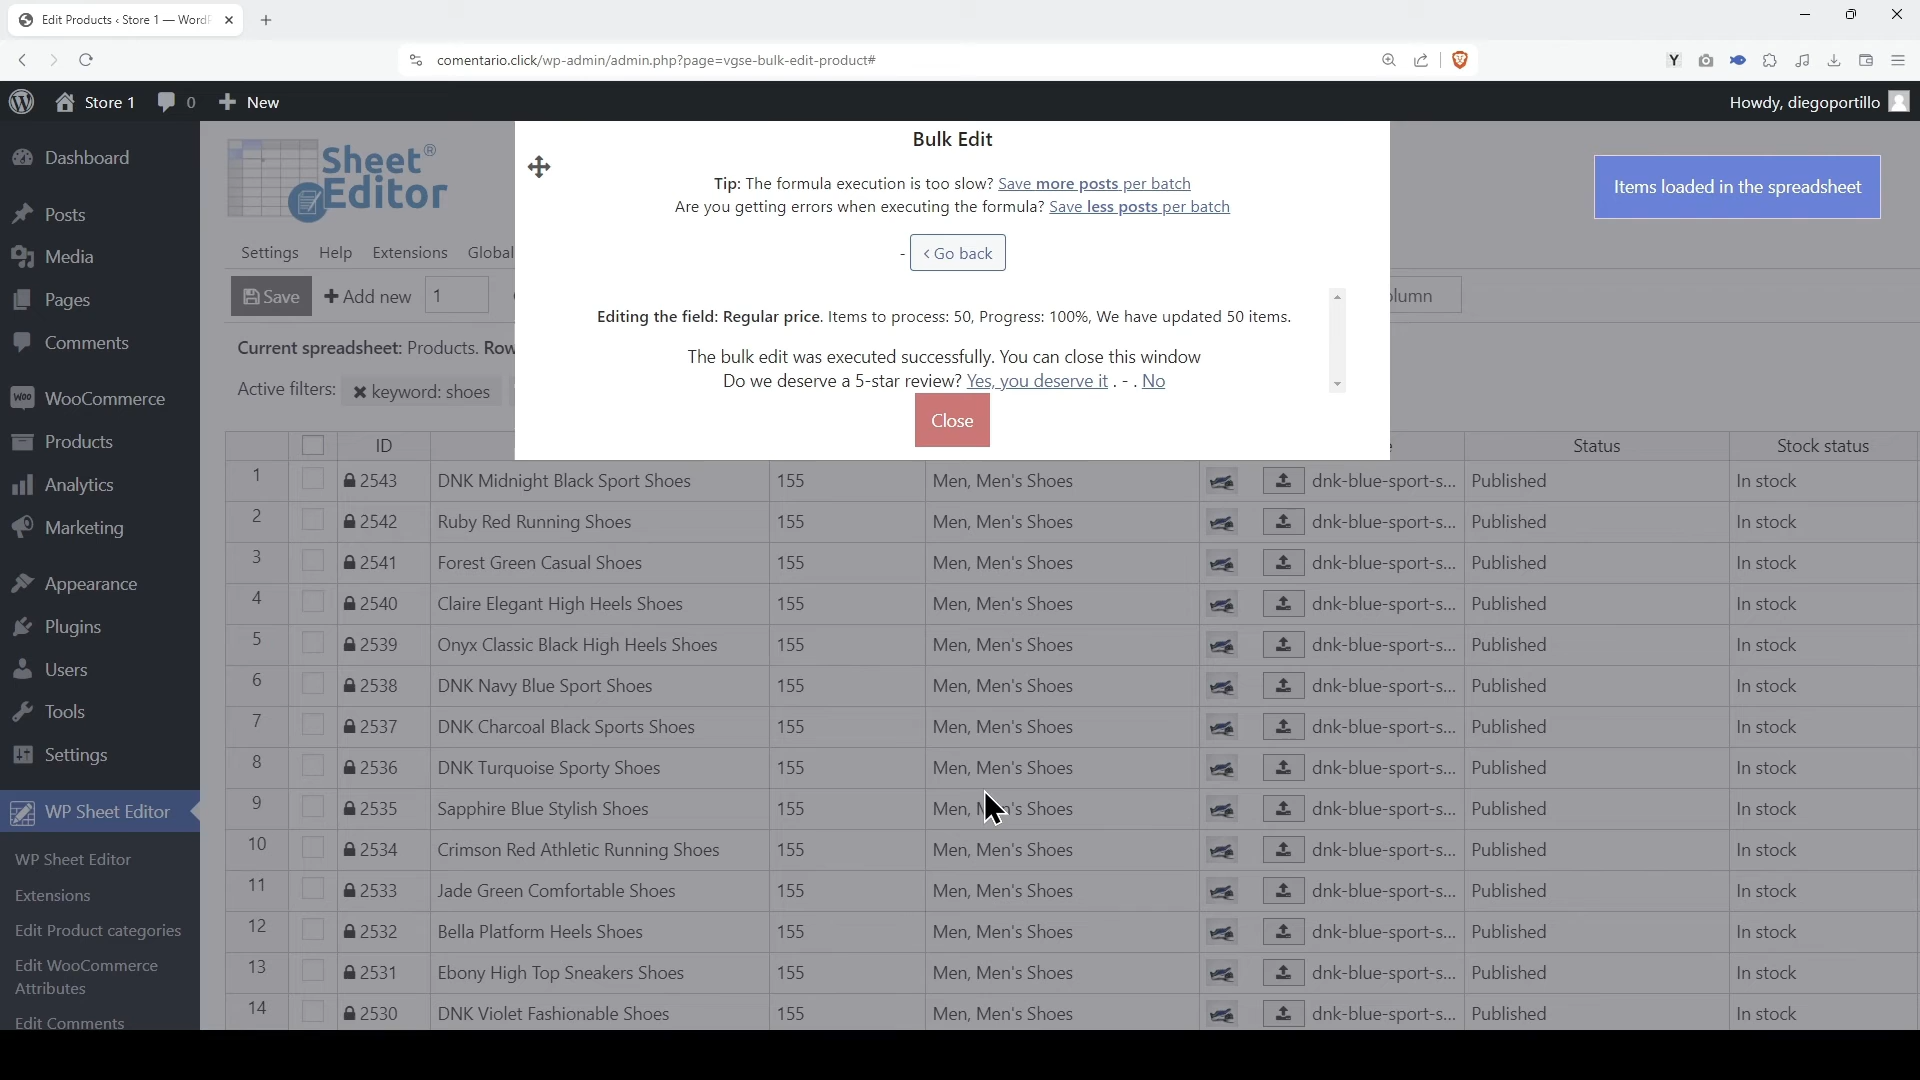 Edit Products ‹ Store 1 — WordP
comentario.click/wp-admin/admin.php?page=vgse-bulk-edit-product#
Y
Store 1
0
New
Howdy, diegoportillo
Dashboard
Posts
Media
Pages
Comments
WooCommerce
Products
Analytics
Marketing
Appearance
Plugins
Users
Tools
Settings
WP Sheet Editor
WP Sheet Editor
Extensions
Edit Product categories
Edit WooCommerce
Attributes
Edit Comments
Sheet®
Editor
Settings Help Extensions Global
Save Add new 1
Current spreadsheet: Products. Row
Active filters: keyword: shoes
Bulk Edit
Tip: The formula execution is too slow? Save more posts per batch
Are you getting errors when executing the formula? Save less posts per batch
- ‹ Go back
Editing the field: Regular price. Items to process: 50, Progress: 100%, We have updated 50 items.
The bulk edit was executed successfully. You can close this window
Do we deserve a 5-star review? Yes, you deserve it . - . No
Close
Items loaded in the spreadsheet
ID Status Stock status
1 2543 DNK Midnight Black Sport Shoes 155 Men, Men's Shoes dnk-blue-sport-s... Published In stock
2 2542 Ruby Red Running Shoes 155 Men, Men's Shoes dnk-blue-sport-s... Published In stock
3 2541 Forest Green Casual Shoes 155 Men, Men's Shoes dnk-blue-sport-s... Published In stock
4 2540 Claire Elegant High Heels Shoes 155 Men, Men's Shoes dnk-blue-sport-s... Published In stock
5 2539 Onyx Classic Black High Heels Shoes 155 Men, Men's Shoes dnk-blue-sport-s... Published In stock
6 2538 DNK Navy Blue Sport Shoes 155 Men, Men's Shoes dnk-blue-sport-s... Published In stock
7 2537 DNK Charcoal Black Sports Shoes 155 Men, Men's Shoes dnk-blue-sport-s... Published In stock
8 2536 DNK Turquoise Sporty Shoes 155 Men, Men's Shoes dnk-blue-sport-s... Published In stock
9 2535 Sapphire Blue Stylish Shoes 155 Men, Men's Shoes dnk-blue-sport-s... Published In stock
10 2534 Crimson Red Athletic Running Shoes 155 Men, Men's Shoes dnk-blue-sport-s... Published In stock
11 2533 Jade Green Comfortable Shoes 155 Men, Men's Shoes dnk-blue-sport-s... Published In stock
12 2532 Bella Platform Heels Shoes 155 Men, Men's Shoes dnk-blue-sport-s... Published In stock
13 2531 Ebony High Top Sneakers Shoes 155 Men, Men's Shoes dnk-blue-sport-s... Published In stock
14 2530 DNK Violet Fashionable Shoes 155 Men, Men's Shoes dnk-blue-sport-s... Published In stock